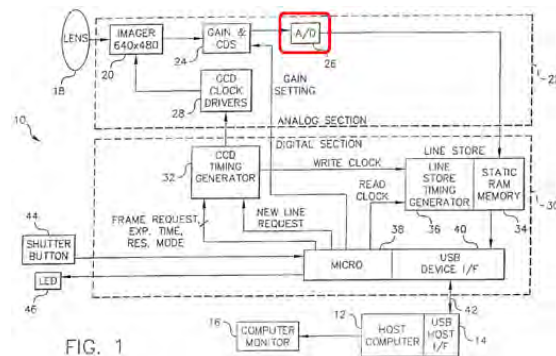 LENS
18
IMAGER
640x480
20
GAIN &
CDS
24
A/D
26
GAIN
SETTING
CCD
CLOCK
DRIVERS
28
22
ANALOG SECTION
10
DIGITAL SECTION
CCD
TIMING
GENERATOR
32
WRITE CLOCK
LINE STORE
LINE
STORE
TIMING
GENERATOR
36
STATIC
RAM
MEMORY
34
READ
CLOCK
30
FRAME REQUEST,
EXP. TIME,
RES. MODE
NEW LINE
REQUEST
38
40
44
SHUTTER
BUTTON
MICRO
USB
DEVICE I/F
LED
46
42
16
COMPUTER
MONITOR
12
HOST
COMPUTER
USB
HOST
I/F
14
FIG. 1